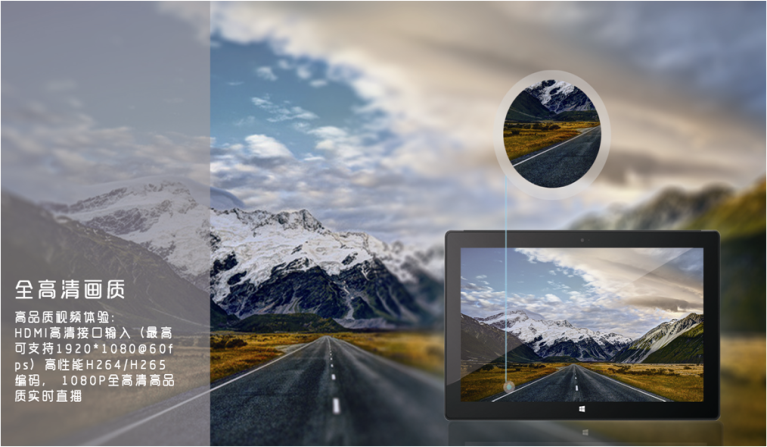 全高清画质
高品质视频体验:
HDMI高清接口输入（最高
可支持1920*1080@60f
ps）高性能H264/H265
编码， 1080P全高清高品
质实时直播